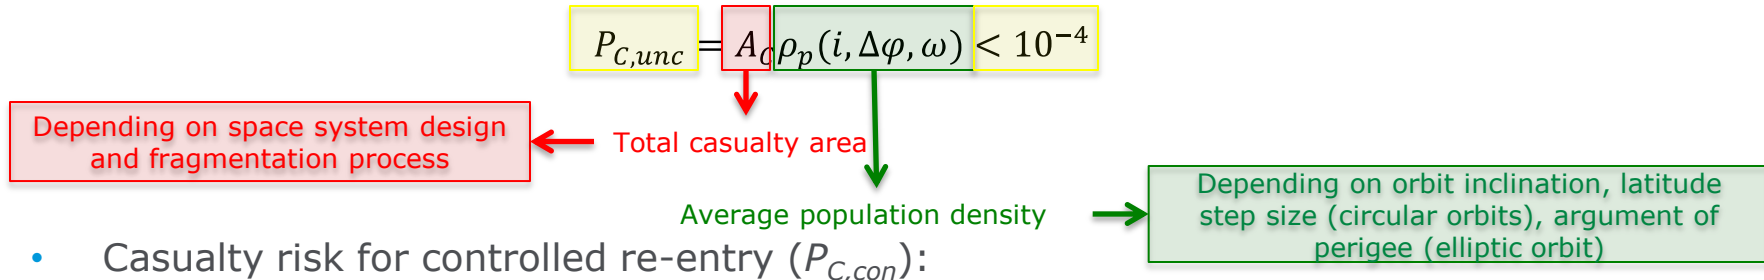 P_{C,unc} = A_C ρ_p(i, Δφ, ω) < 10⁻⁴
Depending on space system design
and fragmentation process
Total casualty area
Average population density
Depending on orbit inclination, latitude
step size (circular orbits), argument of
perigee (elliptic orbit)
• Casualty risk for controlled re-entry (P_{C,con}):